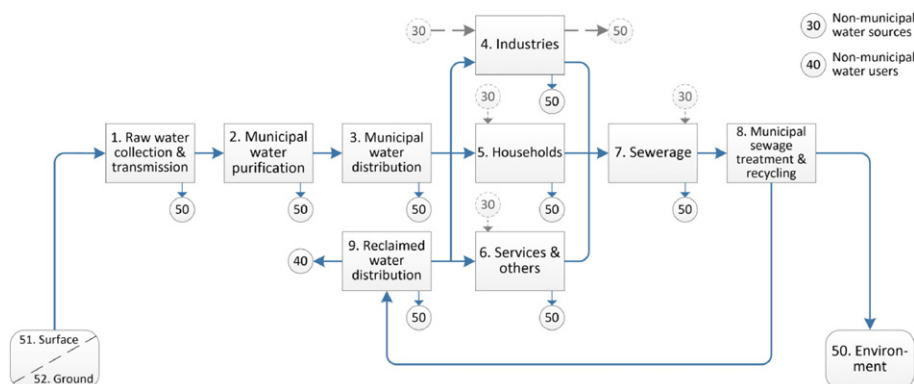 30
Non-municipal
water sources
40
Non-municipal
water users
30
4. Industries
50
50
30
30
1. Raw water
collection &
transmission
2. Municipal
water
purification
3. Municipal
water
distribution
5. Households
7. Sewerage
8. Municipal
sewage
treatment &
recycling
50
50
50
50
50
30
40
9. Reclaimed
water
distribution
6. Services &
others
50
50
51. Surface
52. Ground
50. Environ-
ment